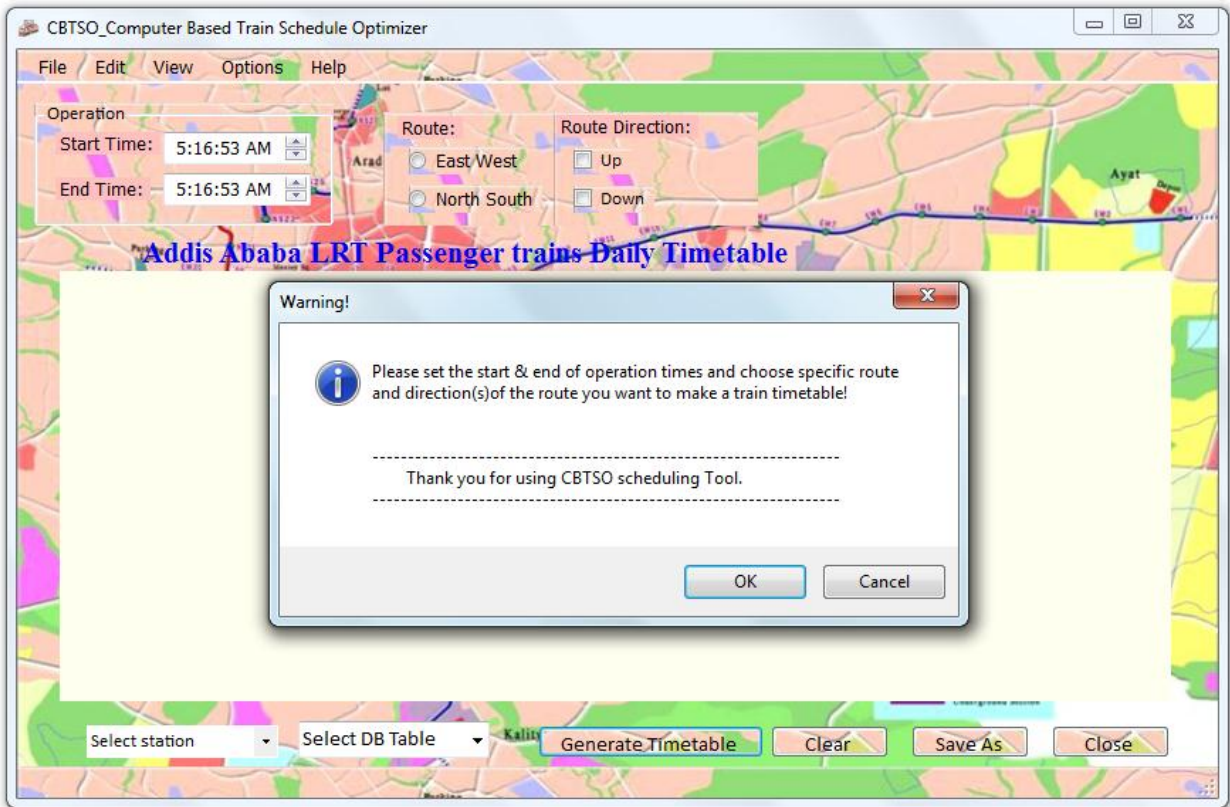 CBTSO_Computer Based Train Schedule Optimizer
File Edit View Options Help
Operation
Start Time: 5:16:53 AM
End Time: 5:16:53 AM
Route:
East West
North South
Route Direction:
Up
Down
Arad
Ayat
Depot
Addis Ababa LRT Passenger trains Daily Timetable
Warning!
Please set the start & end of operation times and choose specific route
and direction(s)of the route you want to make a train timetable!
----------------------------------------------------------------
Thank you for using CBTSO scheduling Tool.
----------------------------------------------------------------
OK Cancel
Select station
Select DB Table
Kality
Generate Timetable
Clear
Save As
Close